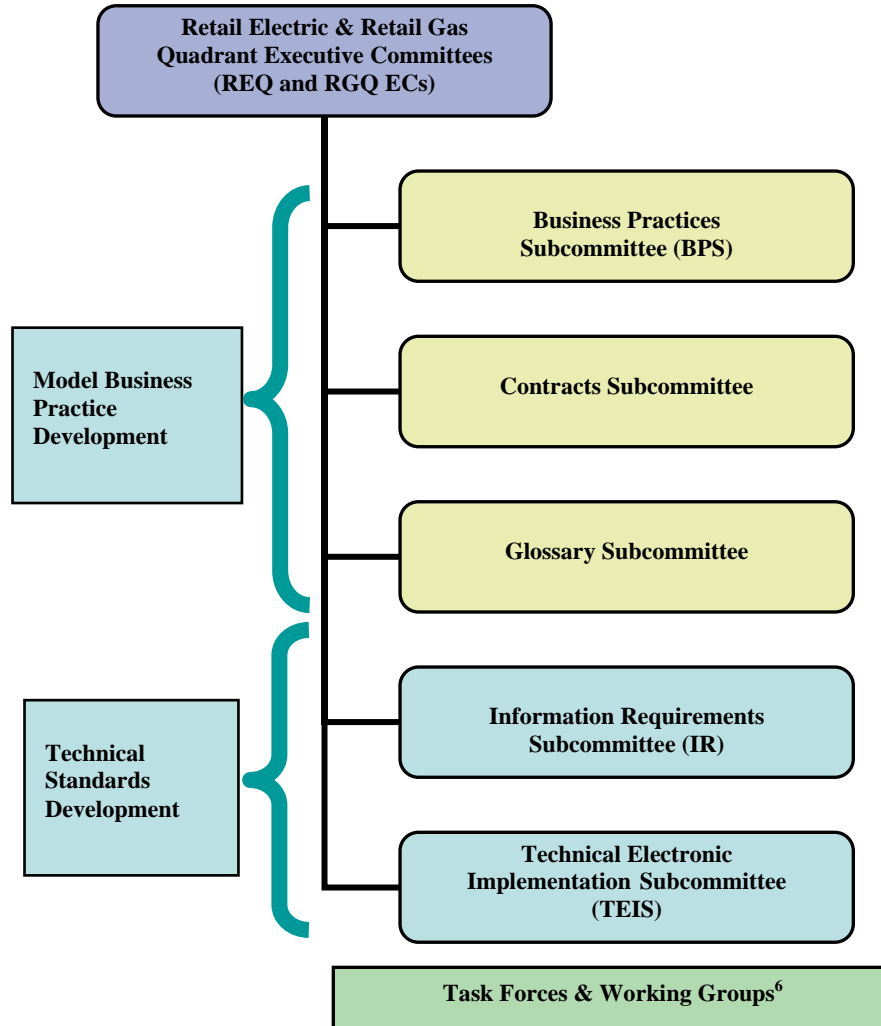 Retail Electric & Retail Gas
Quadrant Executive Committees
(REQ and RGQ ECs)
Business Practices
Subcommittee (BPS)
Model Business
Practice
Development
Contracts Subcommittee
Glossary Subcommittee
Information Requirements
Subcommittee (IR)
Technical
Standards
Development
Technical Electronic
Implementation Subcommittee
(TEIS)
Task Forces & Working Groups⁶